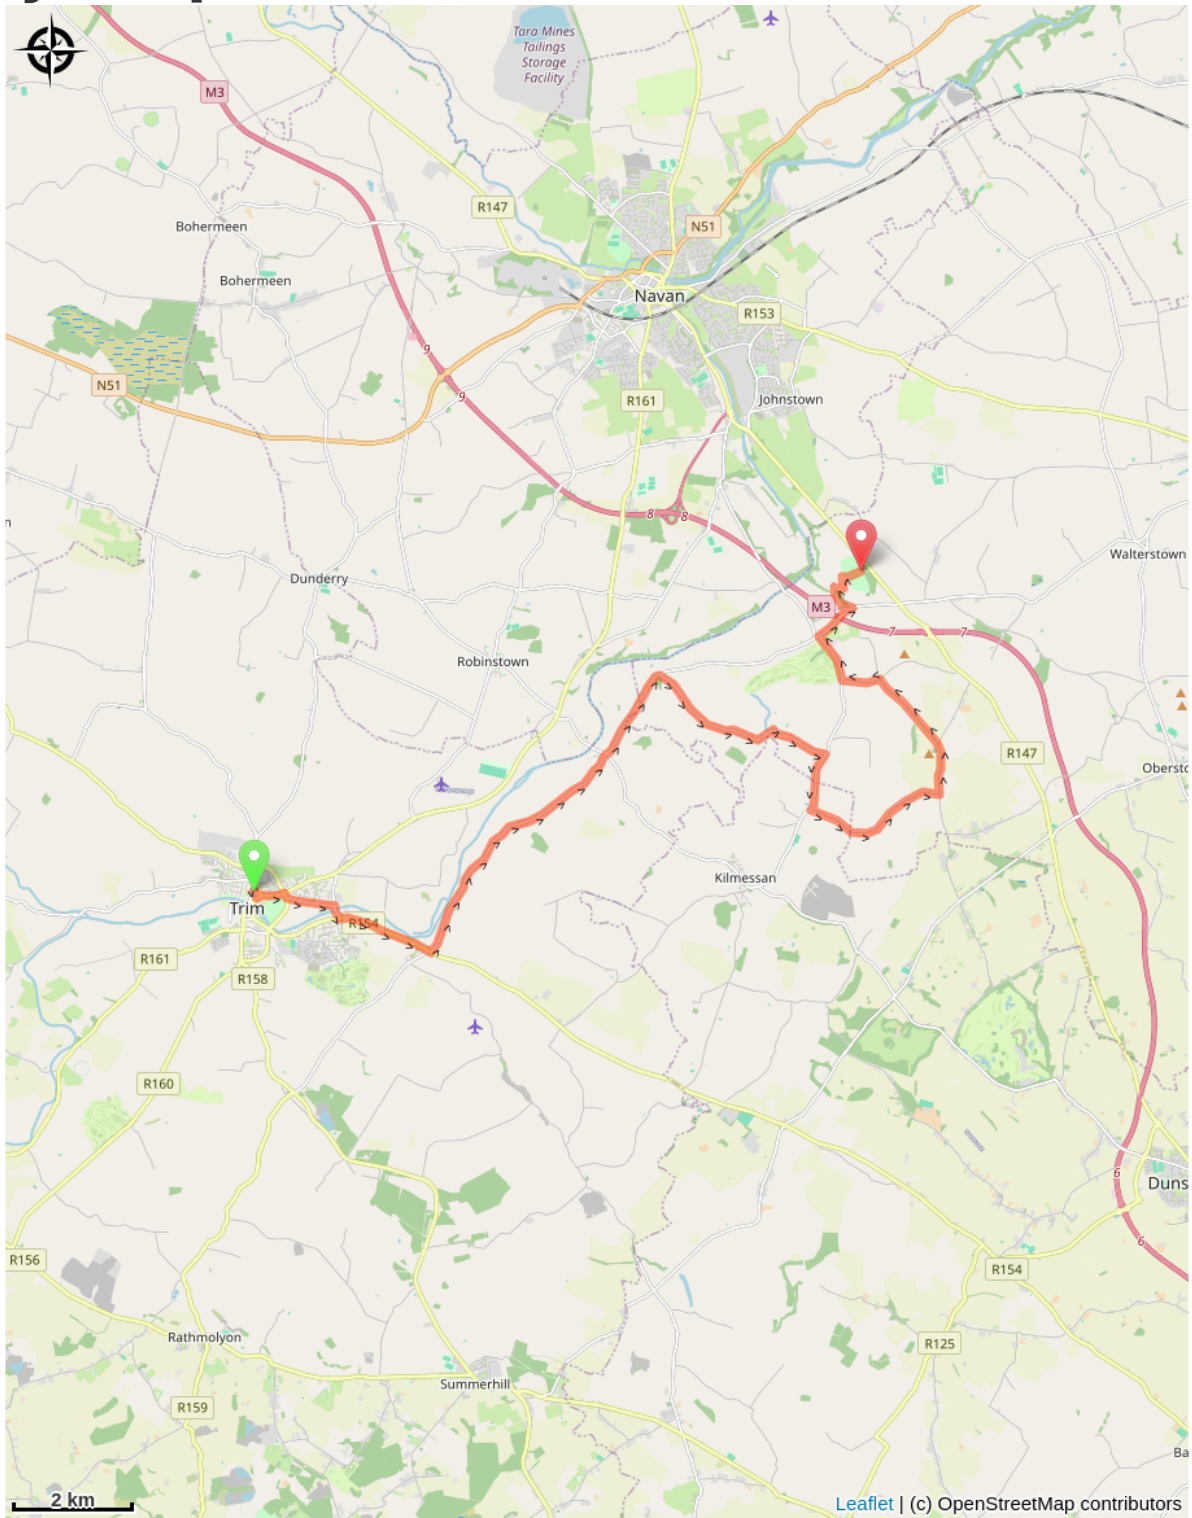 Tara Mines
Tailings
Storage
Facility
M3
R147
N51
Bohermeen
Bohermeen
Navan
R153
9
N51
9
R161
Johnstown
8
8
Walterstown
Dunderry
M3
7
7
Robinstown
R147
Obersto
Kilmessan
Trim
R154
R161
R158
R160
6
Duns
6
R156
R154
Rathmolyon
R125
Summerhill
R159
Ba
2 km
Leaflet | (c) OpenStreetMap contributors